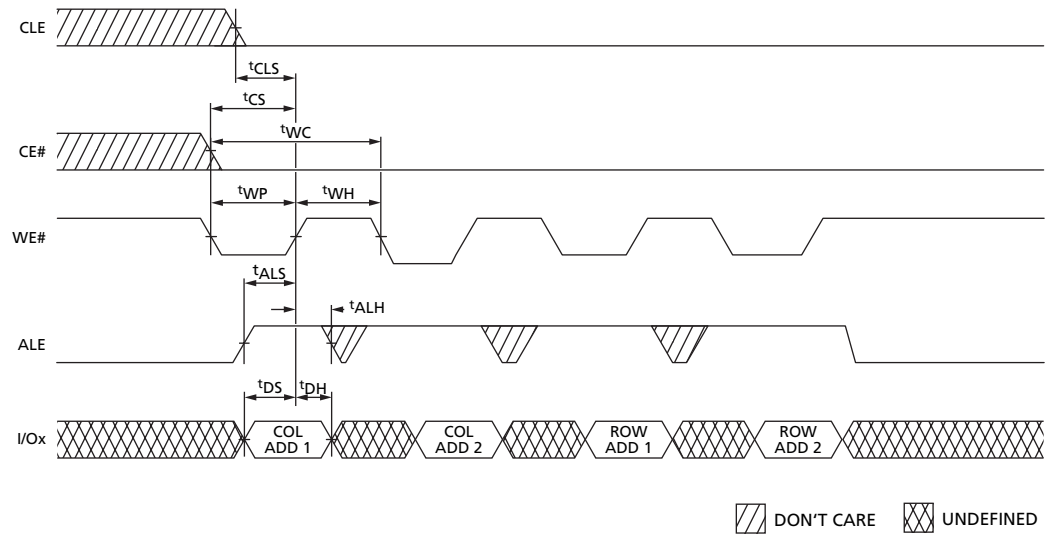 CLE
tCLS
tCS
tWC
CE#
tWP
tWH
WE#
tALS
tALH
ALE
tDS
tDH
I/Ox
COL
ADD 1
COL
ADD 2
ROW
ADD 1
ROW
ADD 2
DON'T CARE
UNDEFINED